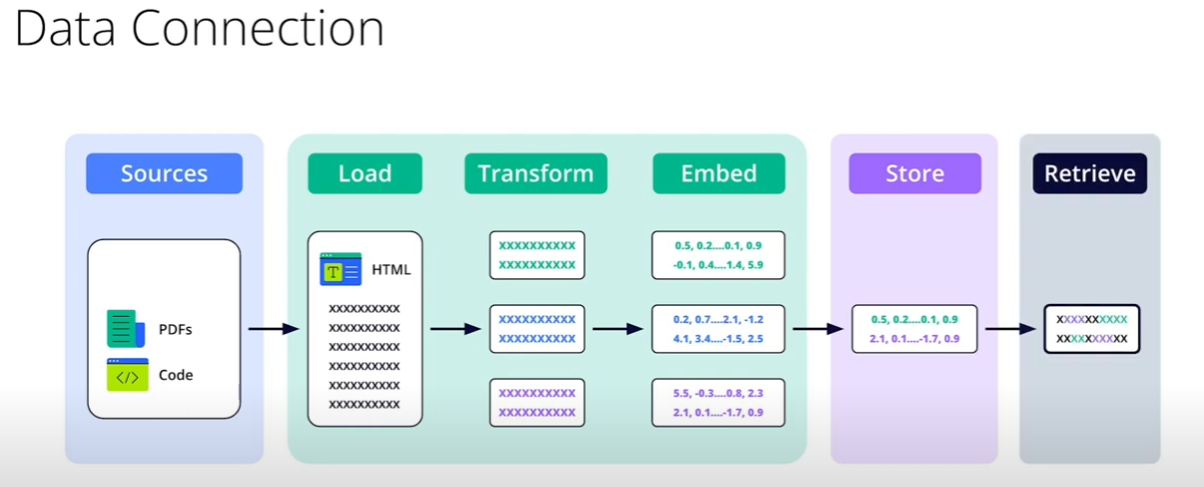 Data Connection
Sources
Load
Transform
Embed
Store
Retrieve
PDFs
</> Code
T HTML
XXXXXXXXXX
XXXXXXXXXX
XXXXXXXXXX
XXXXXXXXXX
XXXXXXXXXX
XXXXXXXXXX
XXXXXXXXXX
XXXXXXXXXX
XXXXXXXXXX
XXXXXXXXXX
XXXXXXXXXX
XXXXXXXXXX
0.5, 0.2....0.1, 0.9
-0.1, 0.4....1.4, 5.9
0.2, 0.7....2.1, -1.2
4.1, 3.4....-1.5, 2.5
5.5, -0.3....0.8, 2.3
2.1, 0.1....-1.7, 0.9
0.5, 0.2....0.1, 0.9
2.1, 0.1....-1.7, 0.9
XXXXXXXXXX
XXXXXXXXXX